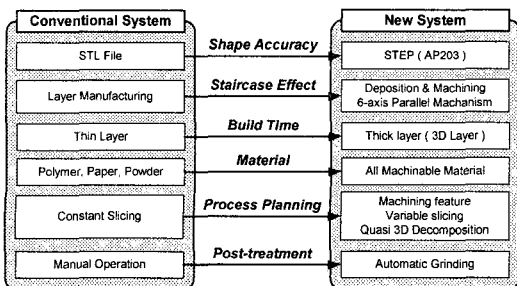 Conventional System
New System
STL File
Shape Accuracy
STEP ( AP203 )
Layer Manufacturing
Staircase Effect
Deposition & Machining
6-axis Parallel Machanism
Thin Layer
Build Time
Thick layer ( 3D Layer )
Polymer, Paper, Powder
Material
All Machinable Material
Constant Slicing
Process Planning
Machining feature
Variable slicing
Quasi 3D Decomposition
Manual Operation
Post-treatment
Automatic Grinding